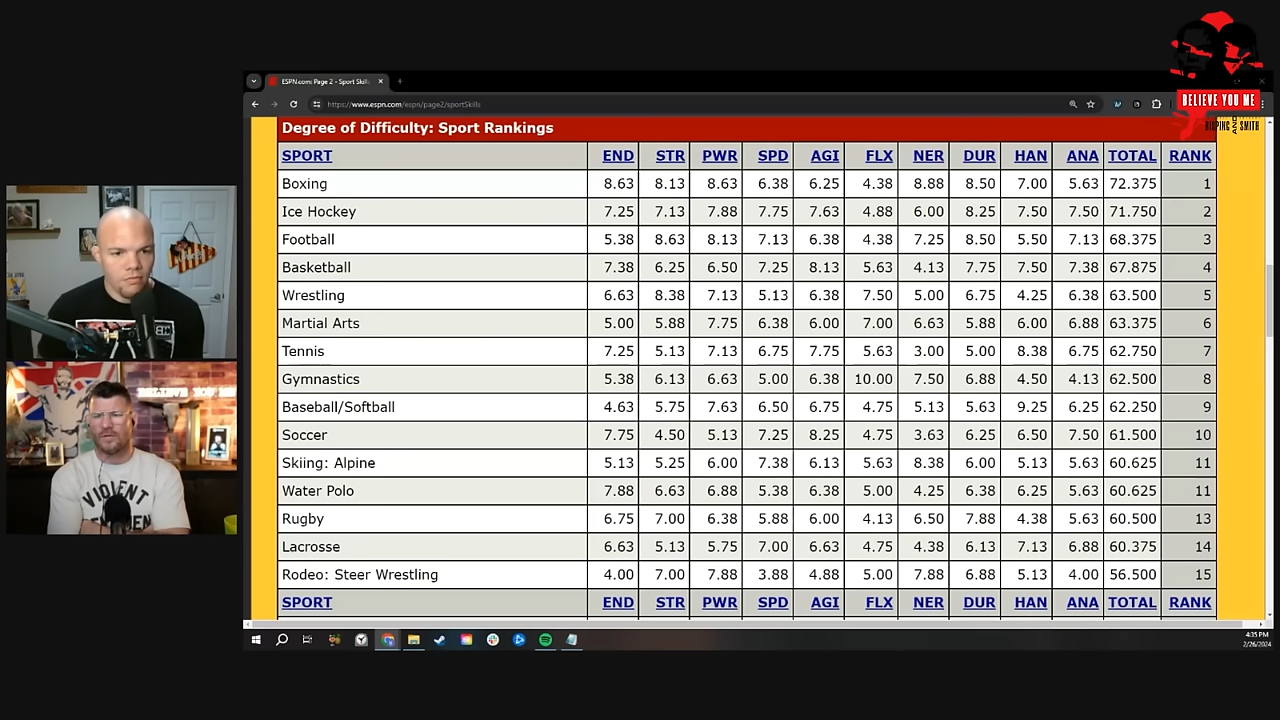 BELIEVE YOU ME
BISPING AND SMITH
ESPN.com: Page 2 - Sport Skills
https://www.espn.com/espn/page2/sportSkills
Degree of Difficulty: Sport Rankings
SPORT END STR PWR SPD AGI FLX NER DUR HAN ANA TOTAL RANK
Boxing 8.63 8.13 8.63 6.38 6.25 4.38 8.88 8.50 7.00 5.63 72.375 1
Ice Hockey 7.25 7.13 7.88 7.75 7.63 4.88 6.00 8.25 7.50 7.50 71.750 2
Football 5.38 8.63 8.13 7.13 6.38 4.38 7.25 8.50 5.50 7.13 68.375 3
Basketball 7.38 6.25 6.50 7.25 8.13 5.63 4.13 7.75 7.50 7.38 67.875 4
Wrestling 6.63 8.38 7.13 5.13 6.38 7.50 5.00 6.75 4.25 6.38 63.500 5
Martial Arts 5.00 5.88 7.75 6.38 6.00 7.00 6.63 5.88 6.00 6.88 63.375 6
Tennis 7.25 5.13 7.13 6.75 7.75 5.63 3.00 5.00 8.38 6.75 62.750 7
Gymnastics 5.38 6.13 6.63 5.00 6.38 10.00 7.50 6.88 4.50 4.13 62.500 8
Baseball/Softball 4.63 5.75 7.63 6.50 6.75 4.75 5.13 5.63 9.25 6.25 62.250 9
Soccer 7.75 4.50 5.13 7.25 8.25 4.75 3.63 6.25 6.50 7.50 61.500 10
Skiing: Alpine 5.13 5.25 6.00 7.38 6.13 5.63 8.38 6.00 5.13 5.63 60.625 11
Water Polo 7.88 6.63 6.88 5.38 6.38 5.00 4.25 6.38 6.25 5.63 60.625 11
Rugby 6.75 7.00 6.38 5.88 6.00 4.13 6.50 7.88 4.38 5.63 60.500 13
Lacrosse 6.63 5.13 5.75 7.00 6.63 4.75 4.38 6.13 7.13 6.88 60.375 14
Rodeo: Steer Wrestling 4.00 7.00 7.88 3.88 4.88 5.00 7.88 6.88 5.13 4.00 56.500 15
SPORT END STR PWR SPD AGI FLX NER DUR HAN ANA TOTAL RANK
VIOLENT
4:35 PM
2/26/2024